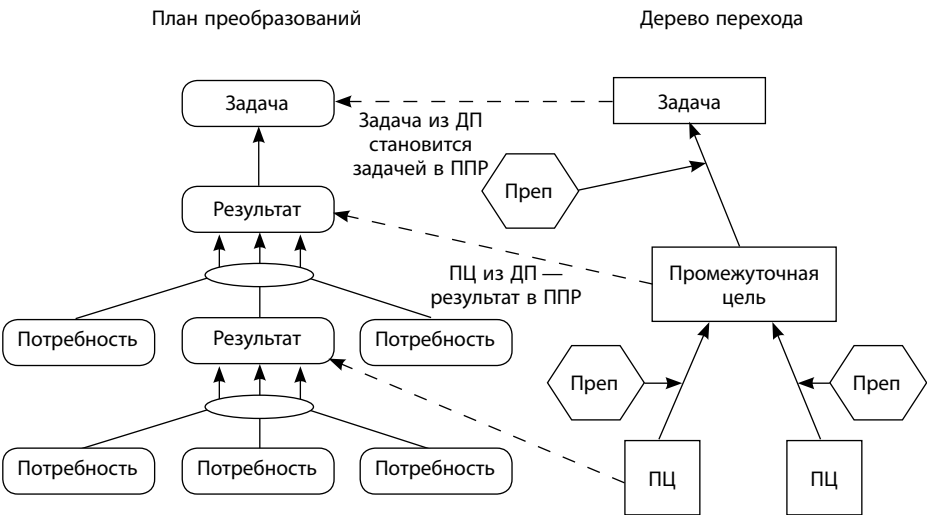 План преобразований
Дерево перехода
Задача
Задача
Задача из ДП
становится
задачей в ППР
Преп
Результат
ПЦ из ДП —
результат в ППР
Промежуточная
цель
Потребность
Результат
Потребность
Преп
Преп
Потребность
Потребность
Потребность
ПЦ
ПЦ